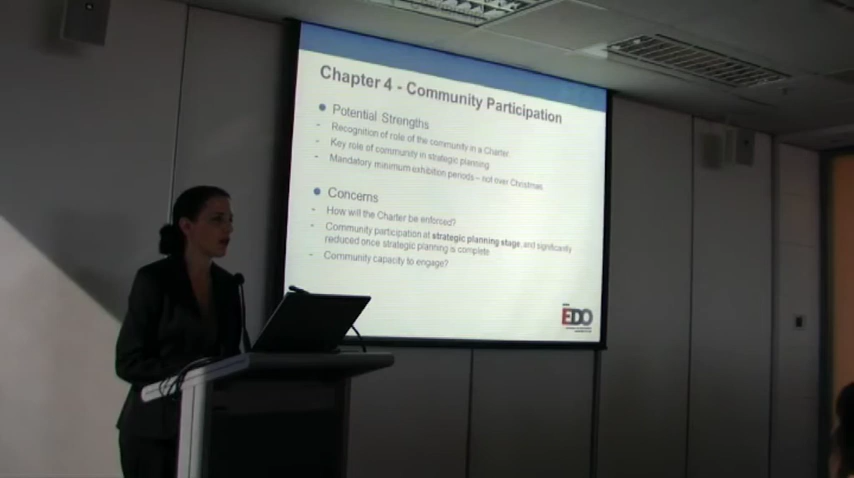 Chapter 4 - Community Participation
Potential Strengths
- Recognition of role of the community in a Charter.
- Key role of community in strategic planning
- Mandatory minimum exhibition periods – not over Christmas.
Concerns
- How will the Charter be enforced?
- Community participation at strategic planning stage, and significantly
reduced once strategic planning is complete
- Community capacity to engage?
EDO